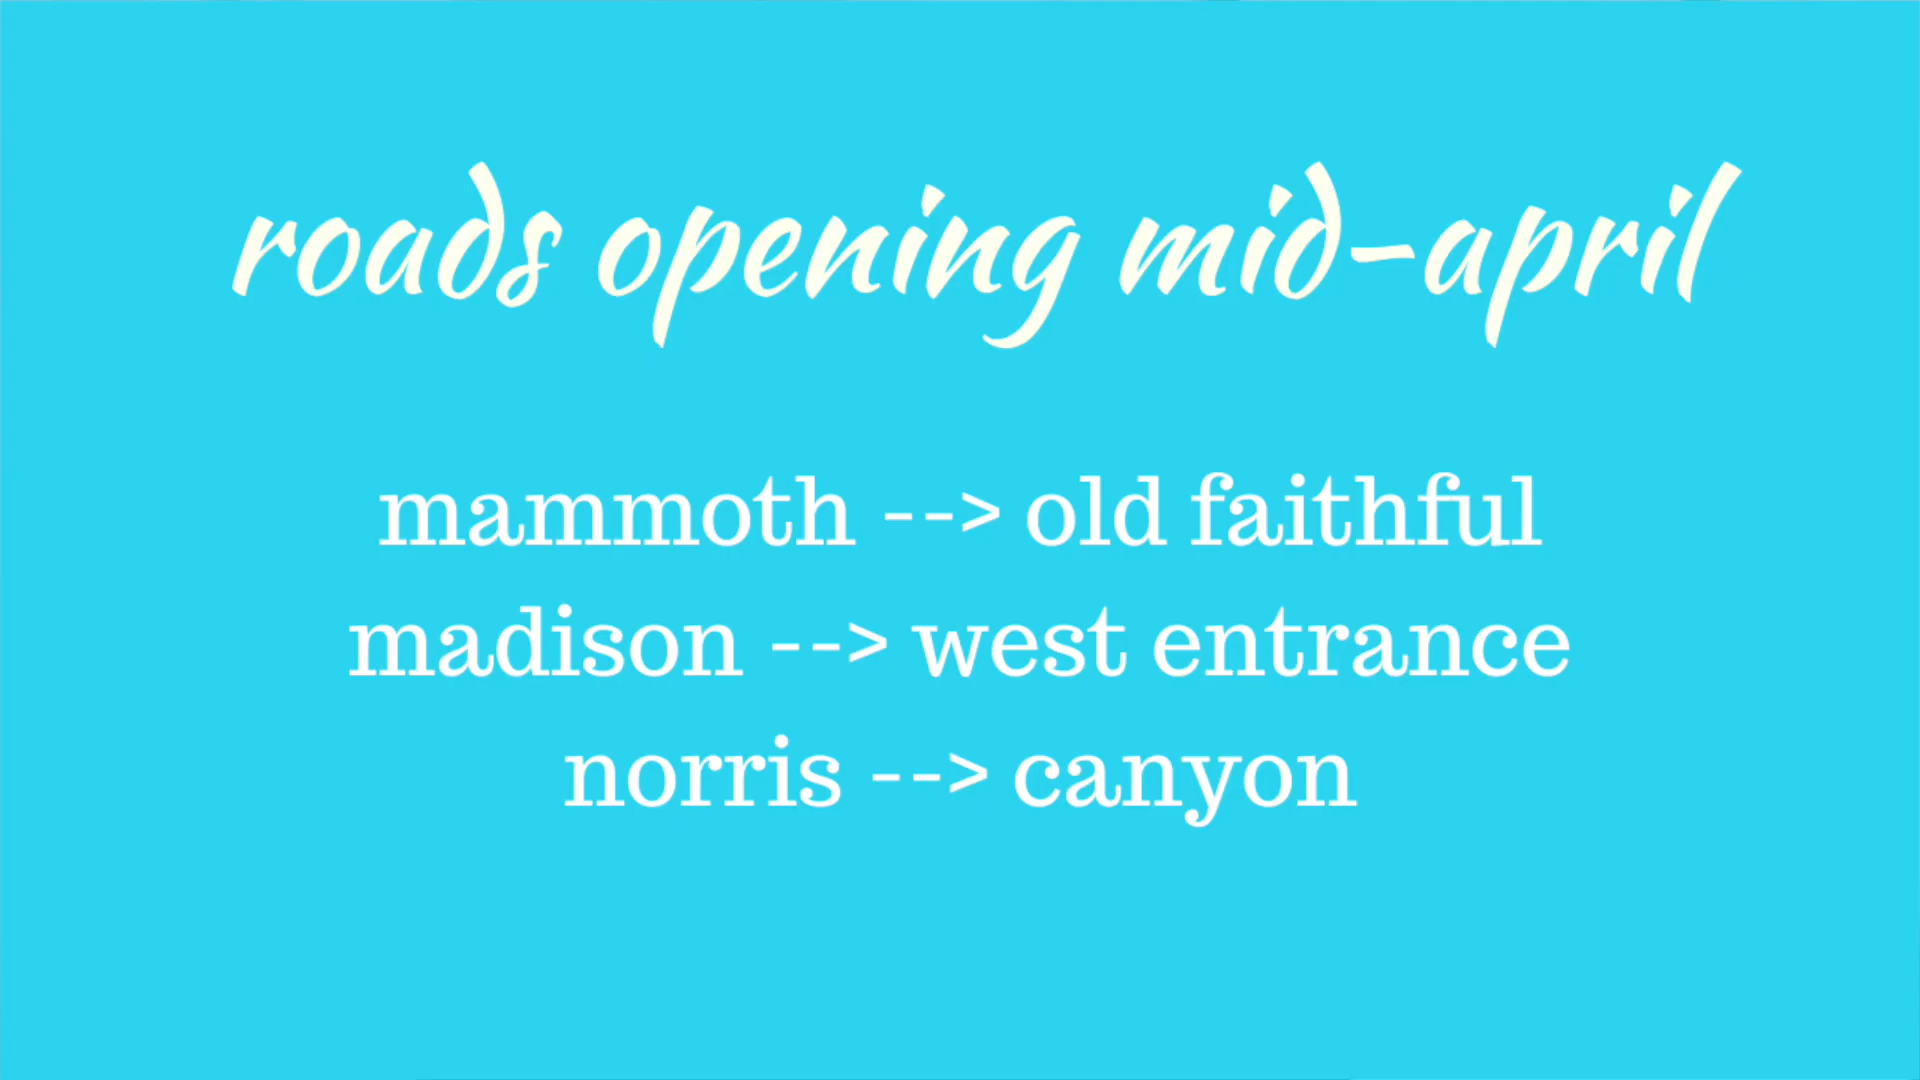 roads opening mid-april
mammoth --> old faithful
madison --> west entrance
norris --> canyon